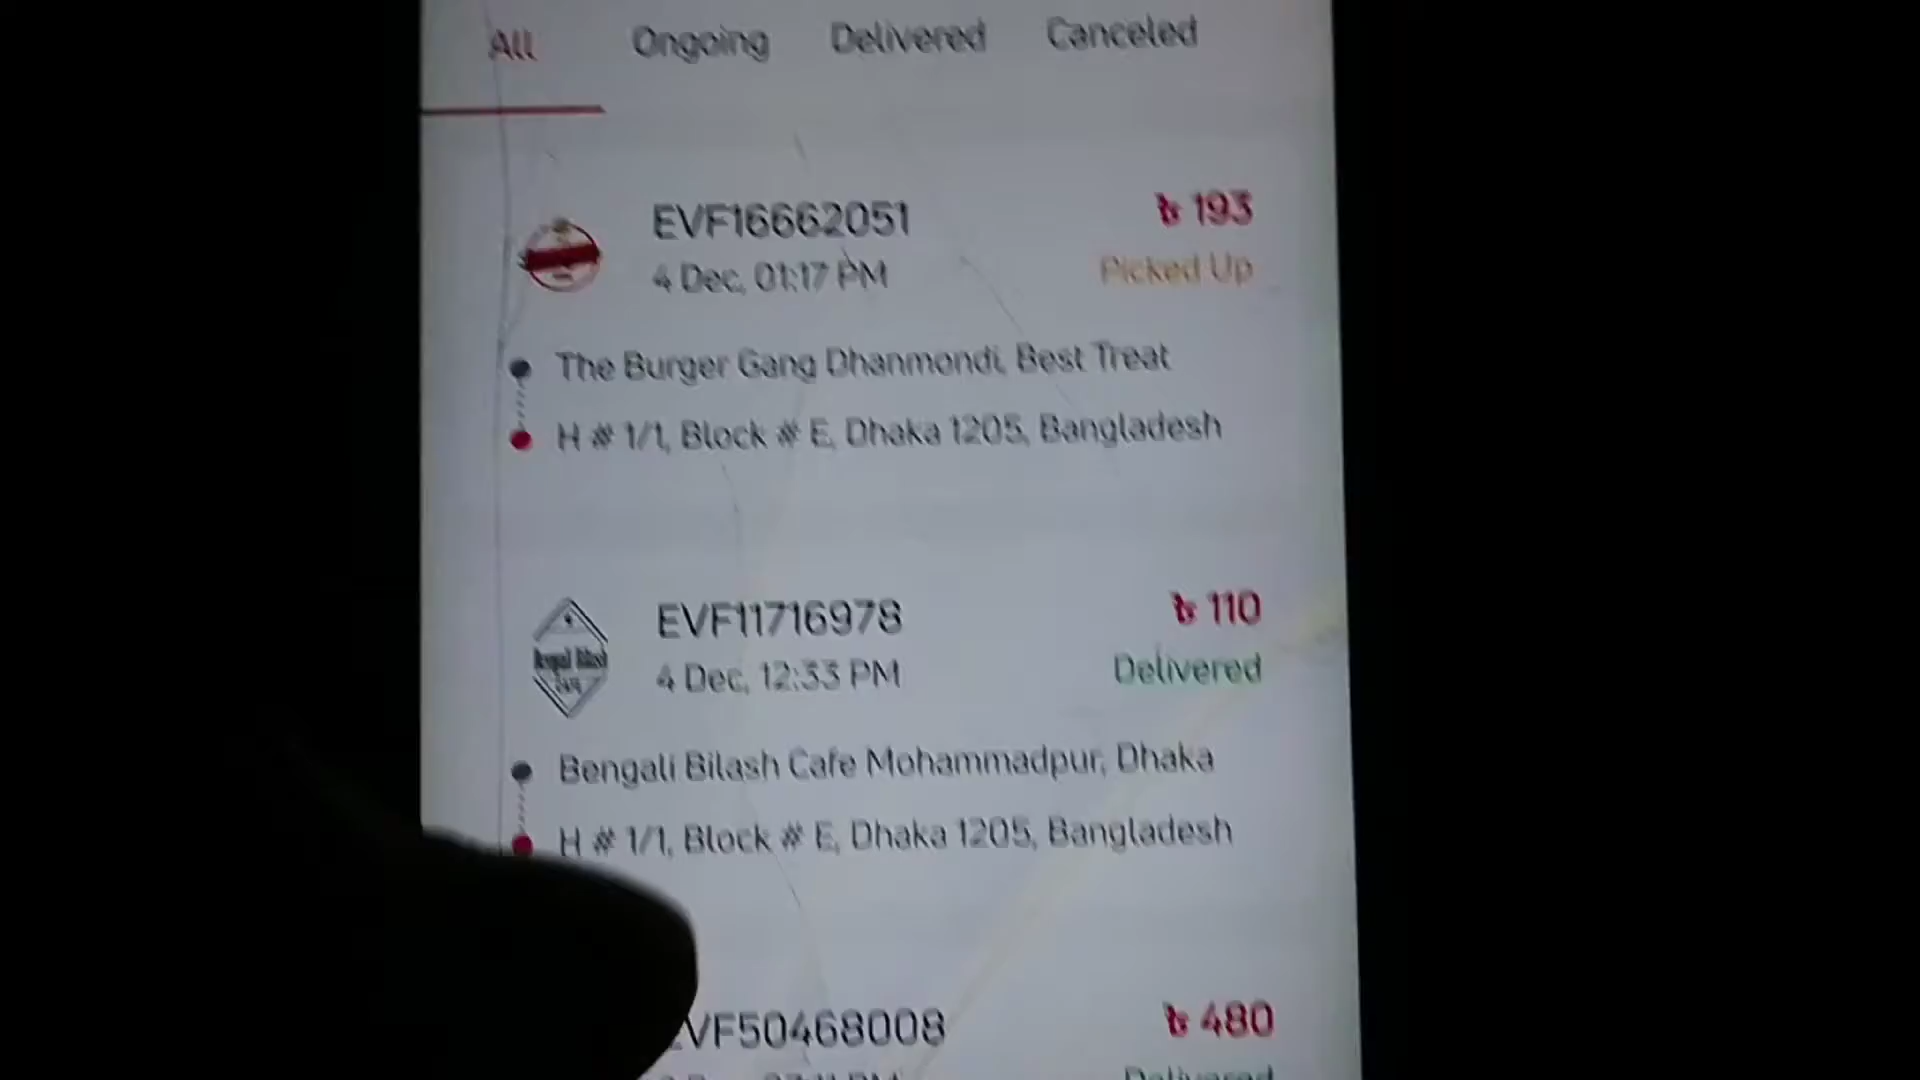 All Ongoing Delivered Canceled
EVF16662051 ৳ 193
4 Dec, 01:17 PM Picked Up
The Burger Gang Dhanmondi, Best Treat
H # 1/1, Block # E, Dhaka 1205, Bangladesh
EVF11716978 ৳ 110
4 Dec, 12:33 PM Delivered
Bengali Bilash Cafe Mohammadpur, Dhaka
H # 1/1, Block # E, Dhaka 1205, Bangladesh
VF50468008 ৳ 480
Delivered